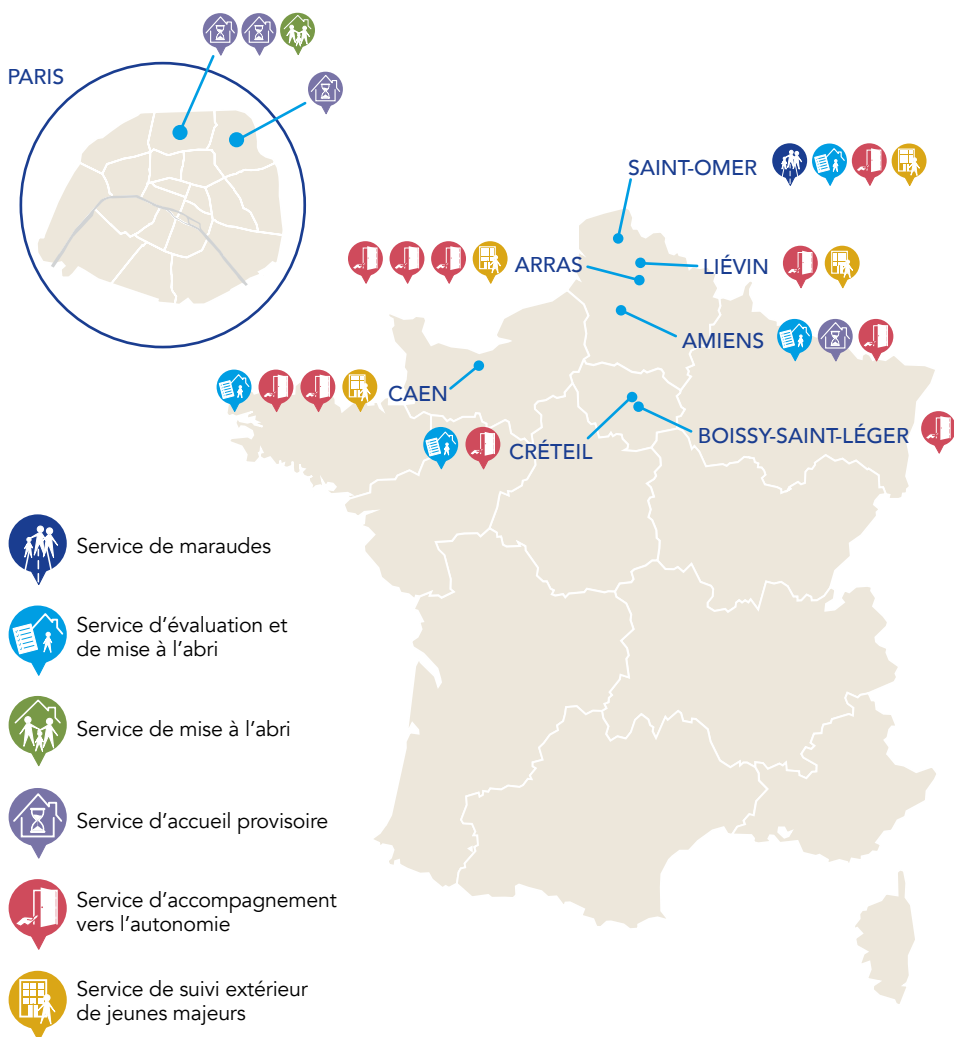 PARIS
SAINT-OMER
ARRAS
LIÉVIN
AMIENS
CAEN
BOISSY-SAINT-LÉGER
CRÉTEIL
Service de maraudes
Service d'évaluation et
de mise à l'abri
Service de mise à l'abri
Service d'accueil provisoire
Service d'accompagnement
vers l'autonomie
Service de suivi extérieur
de jeunes majeurs